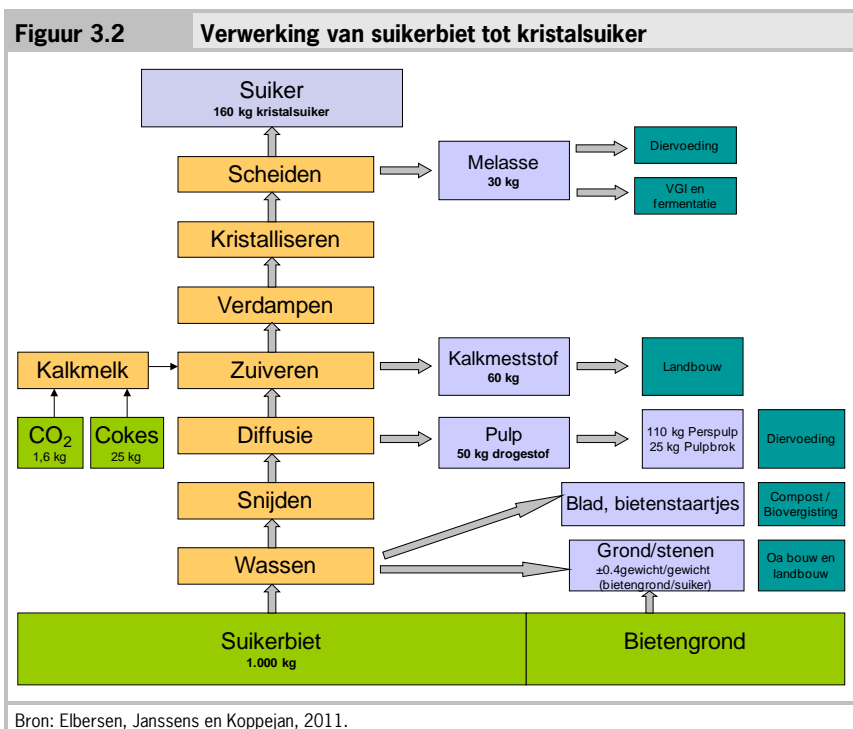 Figuur 3.2 Verwerking van suikerbiet tot kristalsuiker
Suiker
160 kg kristalsuiker
Scheiden
Melasse
30 kg
Diervoeding
VGI en
fermentatie
Kristalliseren
Verdampen
Kalkmelk
Zuiveren
Kalkmeststof
60 kg
Landbouw
CO₂
1,6 kg
Cokes
25 kg
Diffusie
Pulp
50 kg drogestof
110 kg Perspulp
25 kg Pulpbrok
Diervoeding
Snijden
Blad, bietenstaartjes
Compost /
Biovergisting
Wassen
Grond/stenen
±0.4gewicht/gewicht
(bietengrond/suiker)
Oa bouw en
landbouw
Suikerbiet
1.000 kg
Bietengrond
Bron: Elbersen, Janssens en Koppejan, 2011.